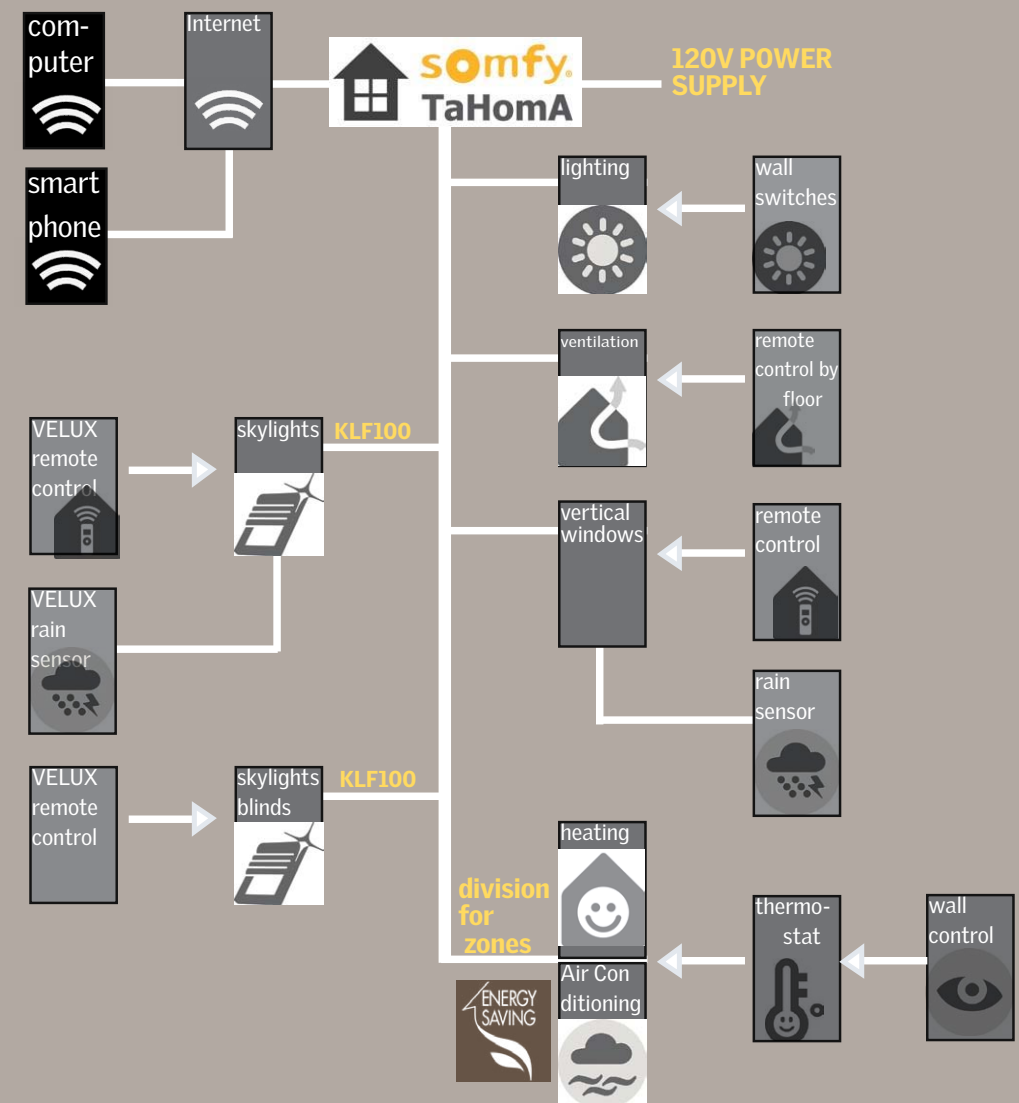 com-
puter
Internet
somfy.
TaHomA
120V POWER
SUPPLY
smart
phone
lighting
wall
switches
ventilation
remote
control by
floor
VELUX
remote
control
skylights
KLF100
vertical
windows
remote
control
VELUX
rain
sensor
rain
sensor
VELUX
remote
control
skylights
blinds
KLF100
heating
division
for
zones
thermo-
stat
wall
control
Air Con
ditioning
ENERGY
SAVING